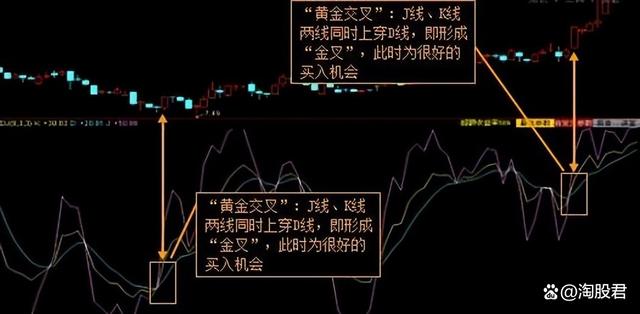 “黄金交叉”：J线、K线
两线同时上穿D线，即形成
“金叉”，此时为很好的
买入机会
7.69
“黄金交叉”：J线、K线
两线同时上穿D线，即形成
“金叉”，此时为很好的
买入机会
淘股君